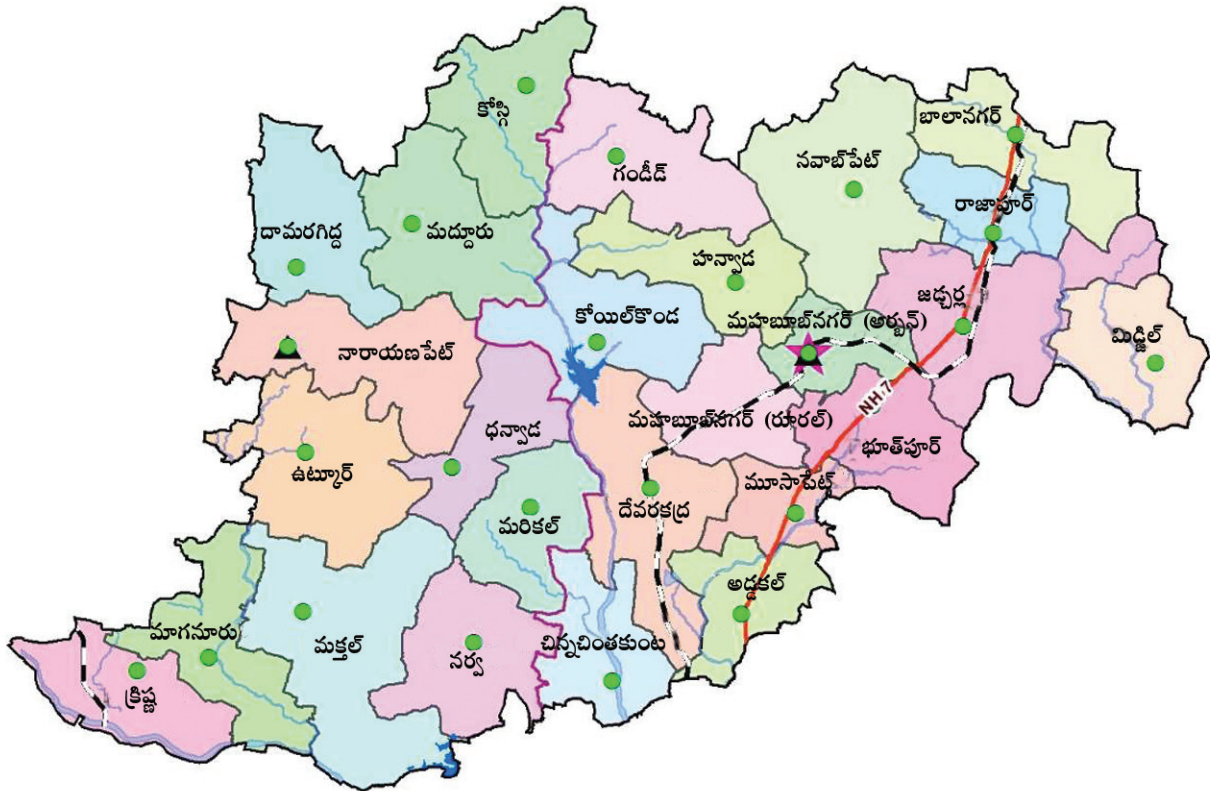 కోస్గి
బాలానగర్
గండీడ్
నవాబ్‌పేట్
రాజాపూర్
దామరగిద్ద
మద్దూరు
హన్వాడ
జడ్చర్ల
కోయిల్‌కొండ
మహబూబ్‌నగర్ (అర్బన్)
మిడ్జిల్
నారాయణపేట్
NH.7
మహబూబ్‌నగర్ (రూరల్)
ధన్వాడ
భూత్‌పూర్
ఉట్కూర్
మూసాపేట్
మరికల్
దేవరకద్ర
అడ్డకల్
మాగనూరు
మక్తల్
నర్వ
చిన్నచింతకుంట
క్రిష్ణ